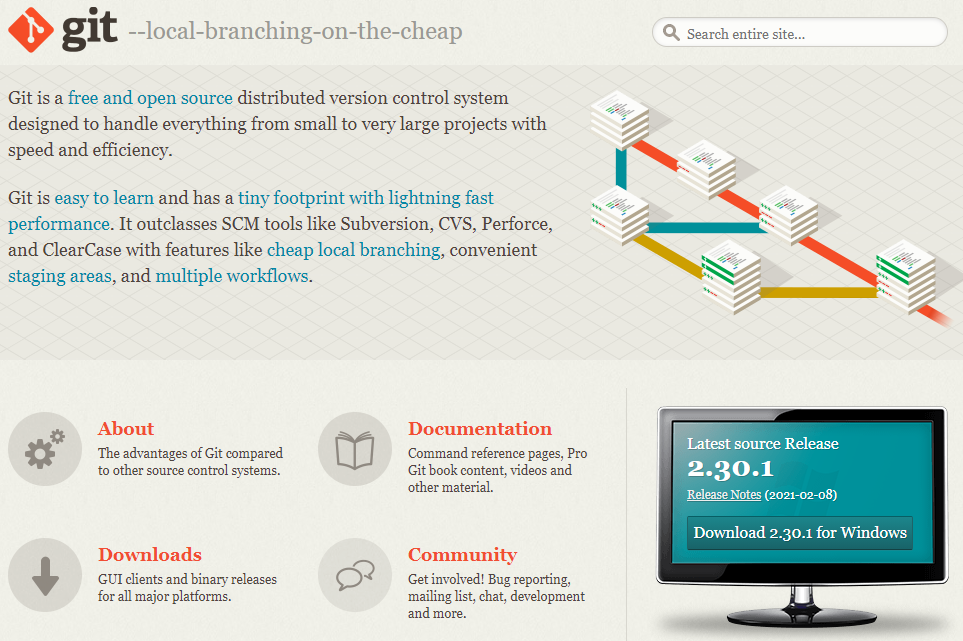 git --local-branching-on-the-cheap
Search entire site...
Git is a free and open source distributed version control system
designed to handle everything from small to very large projects with
speed and efficiency.
Git is easy to learn and has a tiny footprint with lightning fast
performance. It outclasses SCM tools like Subversion, CVS, Perforce,
and ClearCase with features like cheap local branching, convenient
staging areas, and multiple workflows.
About
The advantages of Git compared
to other source control systems.
Documentation
Command reference pages, Pro
Git book content, videos and
other material.
Downloads
GUI clients and binary releases
for all major platforms.
Community
Get involved! Bug reporting,
mailing list, chat, development
and more.
Latest source Release
2.30.1
Release Notes (2021-02-08)
Download 2.30.1 for Windows